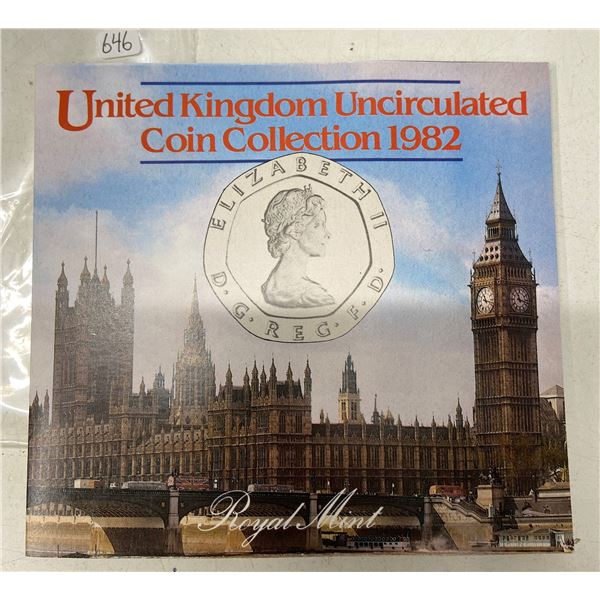 646
United Kingdom Uncirculated
Coin Collection 1982
ELIZABETH II
D. G. REG. F. D.
Royal Mint